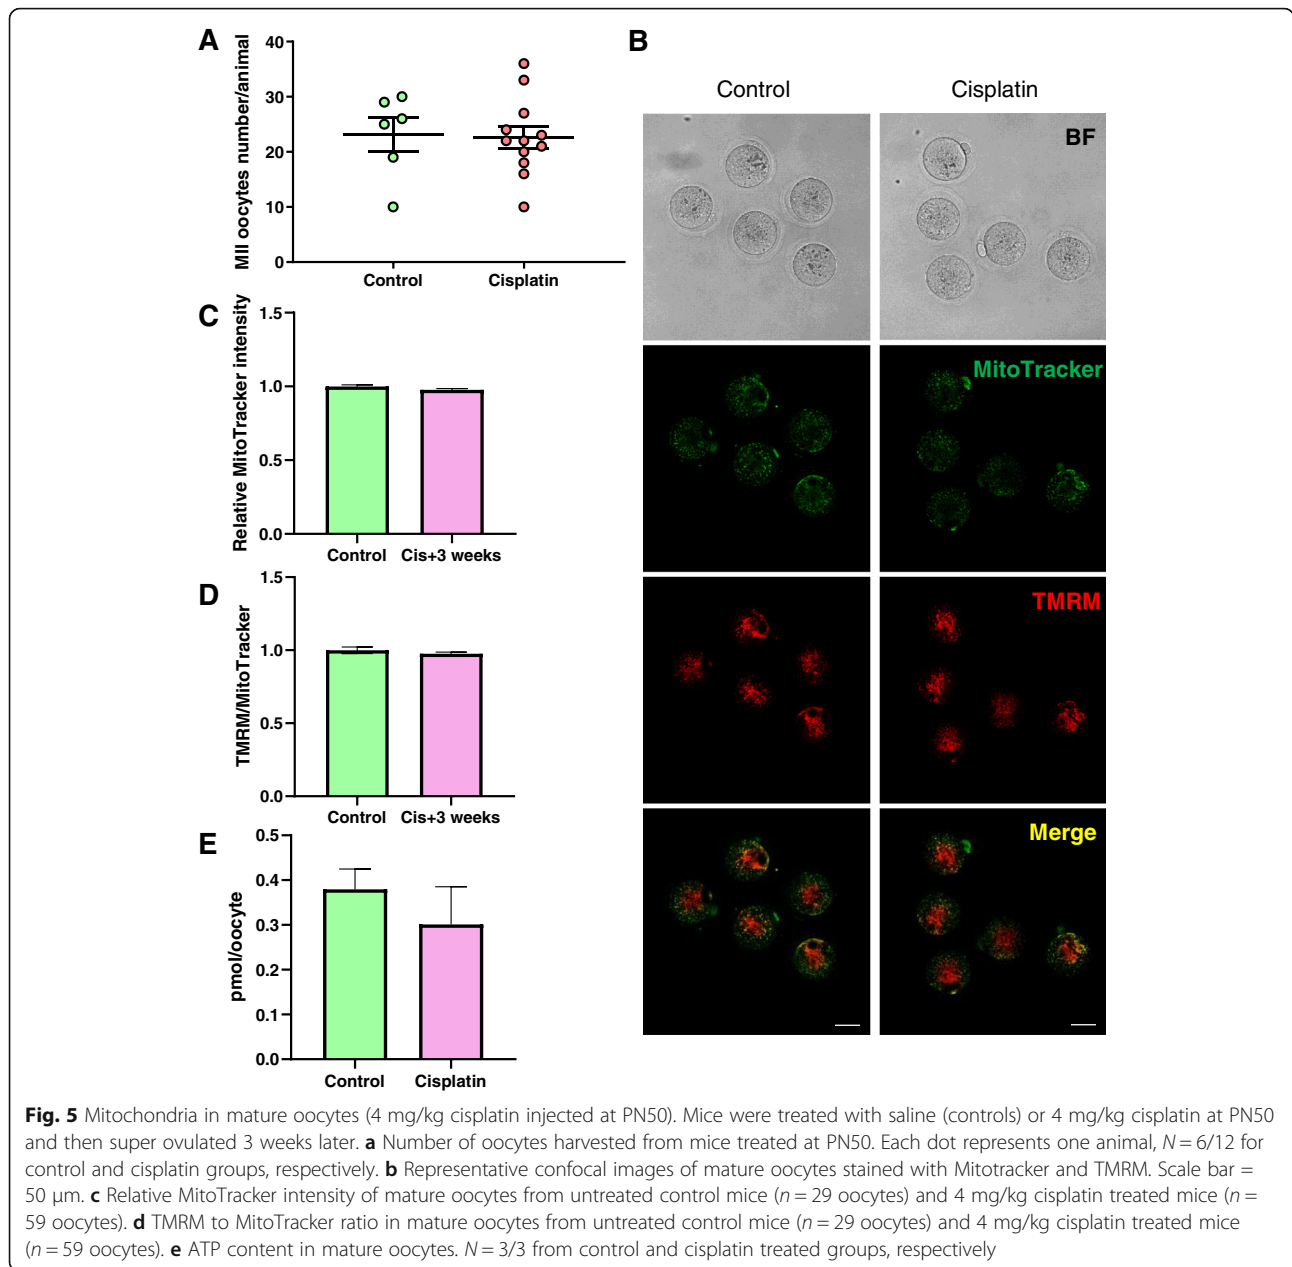 A
MII oocytes number/animal
40
30
20
10
0
Control
Cisplatin
B
Control
Cisplatin
BF
MitoTracker
TMRM
Merge
C
Relative MitoTracker intensity
1.5
1.0
0.5
0.0
Control
Cis+3 weeks
D
TMRM/MitoTracker
1.5
1.0
0.5
0.0
Control
Cis+3 weeks
E
pmol/oocyte
0.5
0.4
0.3
0.2
0.1
0.0
Control
Cisplatin
Fig. 5 Mitochondria in mature oocytes (4 mg/kg cisplatin injected at PN50). Mice were treated with saline (controls) or 4 mg/kg cisplatin at PN50
and then super ovulated 3 weeks later. a Number of oocytes harvested from mice treated at PN50. Each dot represents one animal, N = 6/12 for
control and cisplatin groups, respectively. b Representative confocal images of mature oocytes stained with Mitotracker and TMRM. Scale bar =
50 μm. c Relative MitoTracker intensity of mature oocytes from untreated control mice (n = 29 oocytes) and 4 mg/kg cisplatin treated mice (n =
59 oocytes). d TMRM to MitoTracker ratio in mature oocytes from untreated control mice (n = 29 oocytes) and 4 mg/kg cisplatin treated mice
(n = 59 oocytes). e ATP content in mature oocytes. N = 3/3 from control and cisplatin treated groups, respectively